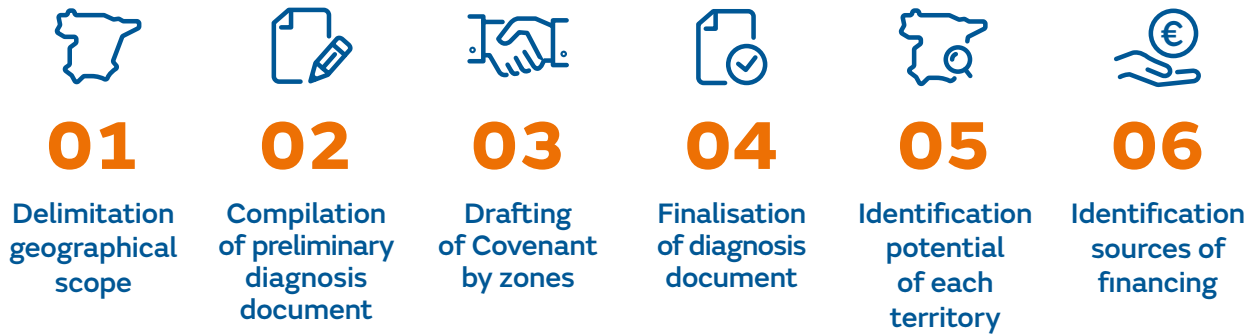 01
Delimitation
geographical
scope
02
Compilation
of preliminary
diagnosis
document
03
Drafting
of Covenant
by zones
04
Finalisation
of diagnosis
document
05
Identification
potential
of each
territory
€
06
Identification
sources of
financing